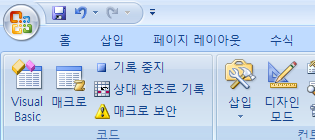 홈 삽입 페이지 레이아웃 수식
Visual Basic
매크로
기록 중지
상대 참조로 기록
매크로 보안
코드
삽입
디자인 모드